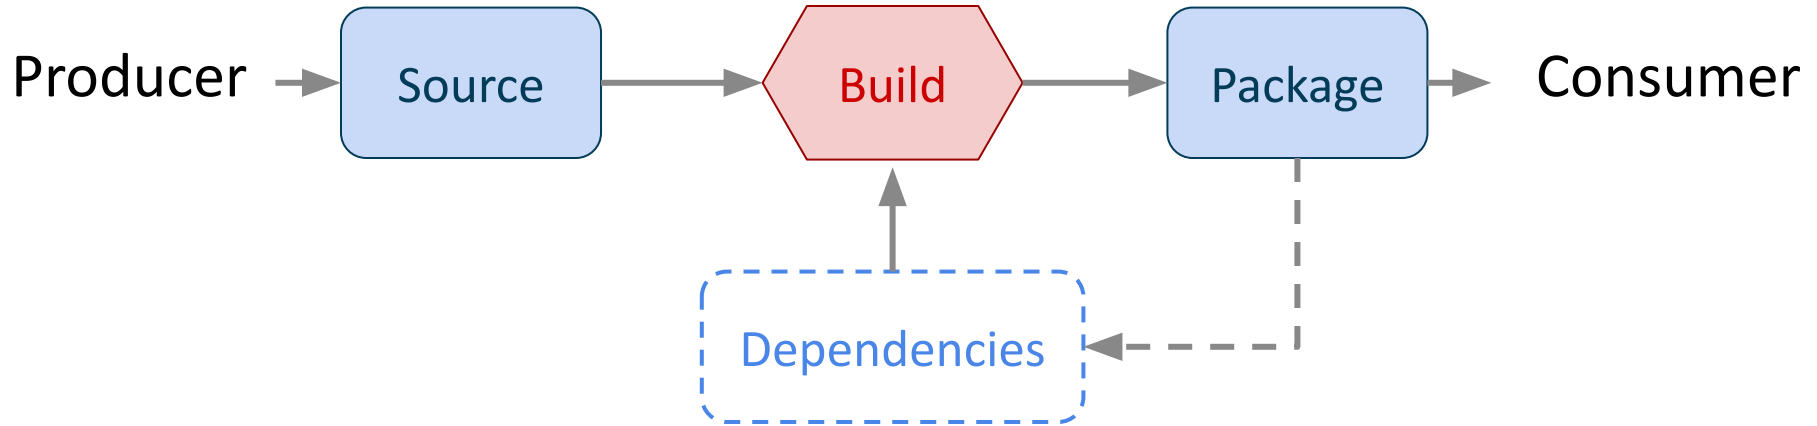 Producer
Source
Build
Package
Consumer
Dependencies